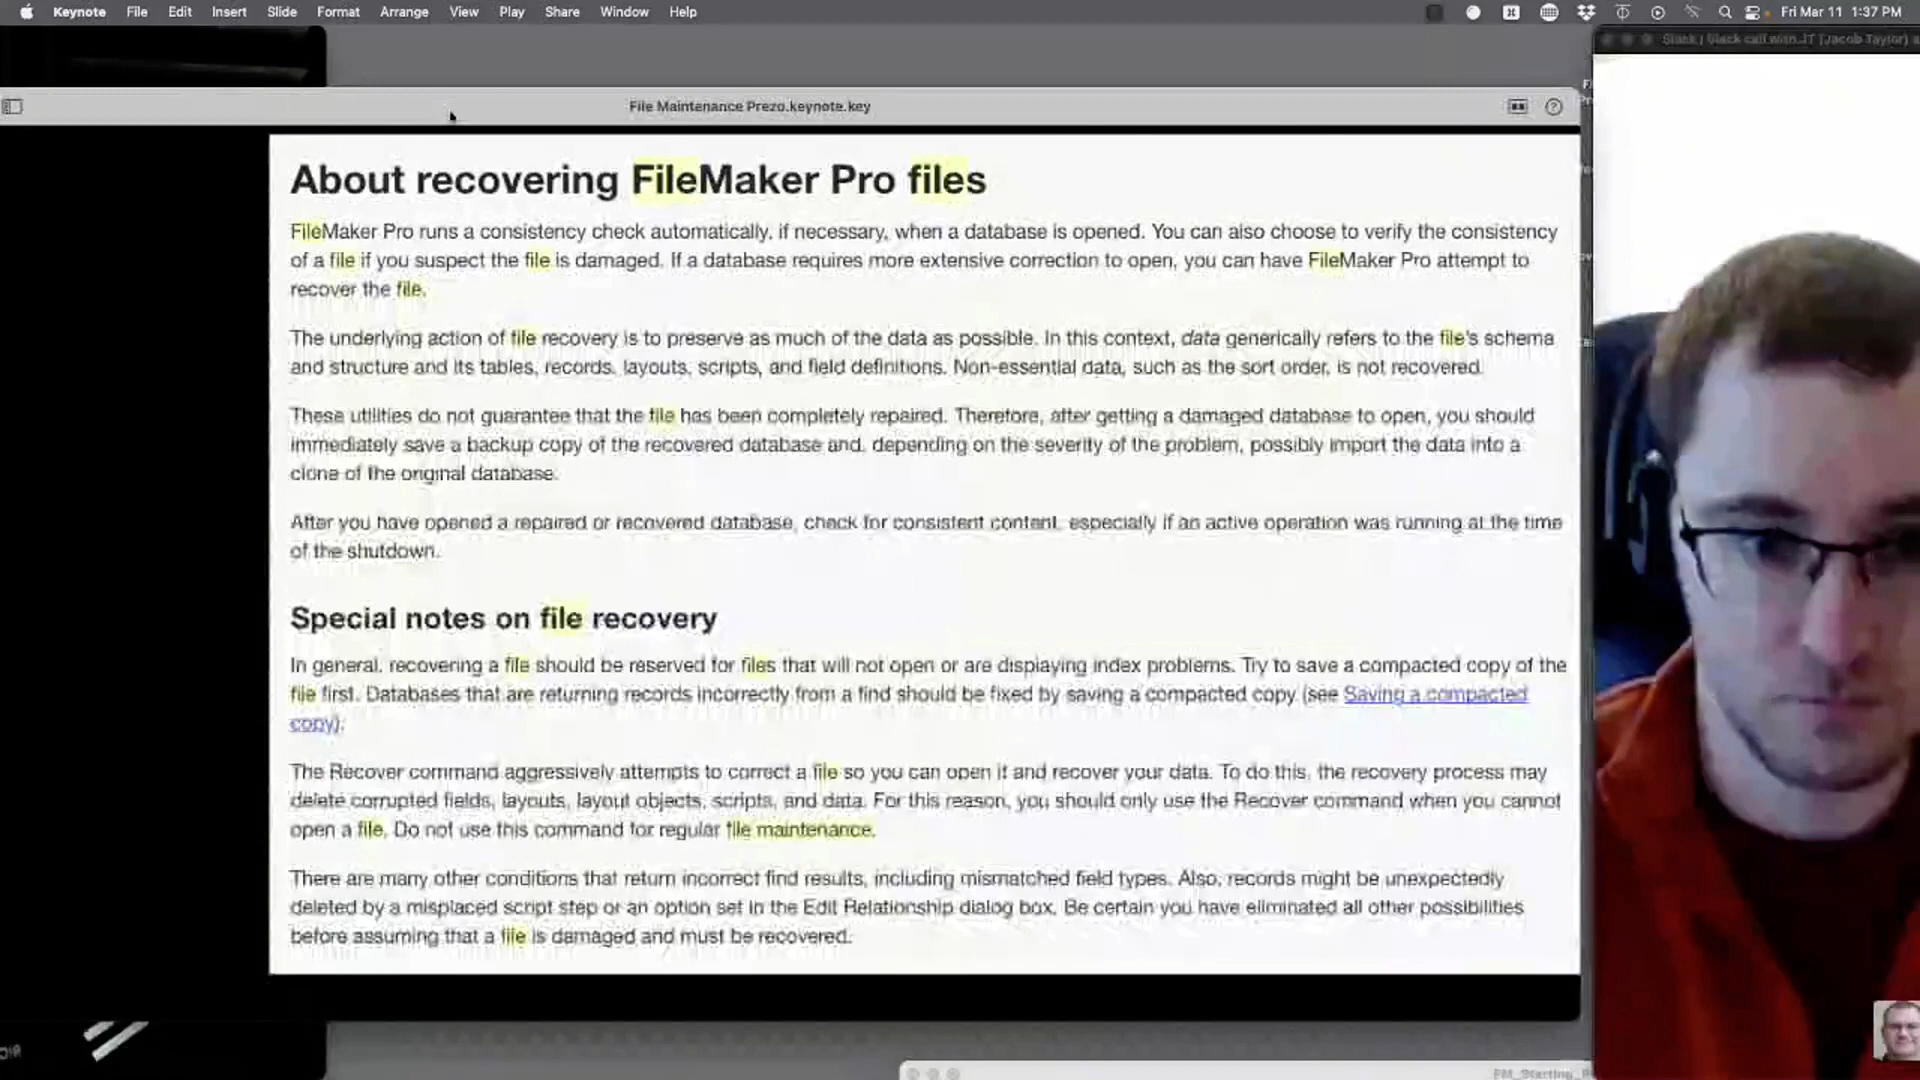 Keynote File Edit Insert Slide Format Arrange View Play Share Window Help Fri Mar 11 1:37 PM
Slack | Slack call with JT (Jacob Taylor)
File Maintenance Prezo.keynote.key
About recovering FileMaker Pro files
FileMaker Pro runs a consistency check automatically, if necessary, when a database is opened. You can also choose to verify the consistency
of a file if you suspect the file is damaged. If a database requires more extensive correction to open, you can have FileMaker Pro attempt to
recover the file.
The underlying action of file recovery is to preserve as much of the data as possible. In this context, data generically refers to the file's schema
and structure and its tables, records, layouts, scripts, and field definitions. Non-essential data, such as the sort order, is not recovered.
These utilities do not guarantee that the file has been completely repaired. Therefore, after getting a damaged database to open, you should
immediately save a backup copy of the recovered database and, depending on the severity of the problem, possibly import the data into a
clone of the original database.
After you have opened a repaired or recovered database, check for consistent content, especially if an active operation was running at the time
of the shutdown.
Special notes on file recovery
In general, recovering a file should be reserved for files that will not open or are displaying index problems. Try to save a compacted copy of the
file first. Databases that are returning records incorrectly from a find should be fixed by saving a compacted copy (see Saving a compacted
copy).
The Recover command aggressively attempts to correct a file so you can open it and recover your data. To do this, the recovery process may
delete corrupted fields, layouts, layout objects, scripts, and data. For this reason, you should only use the Recover command when you cannot
open a file. Do not use this command for regular file maintenance.
There are many other conditions that return incorrect find results, including mismatched field types. Also, records might be unexpectedly
deleted by a misplaced script step or an option set in the Edit Relationship dialog box. Be certain you have eliminated all other possibilities
before assuming that a file is damaged and must be recovered.
FM_Starting_